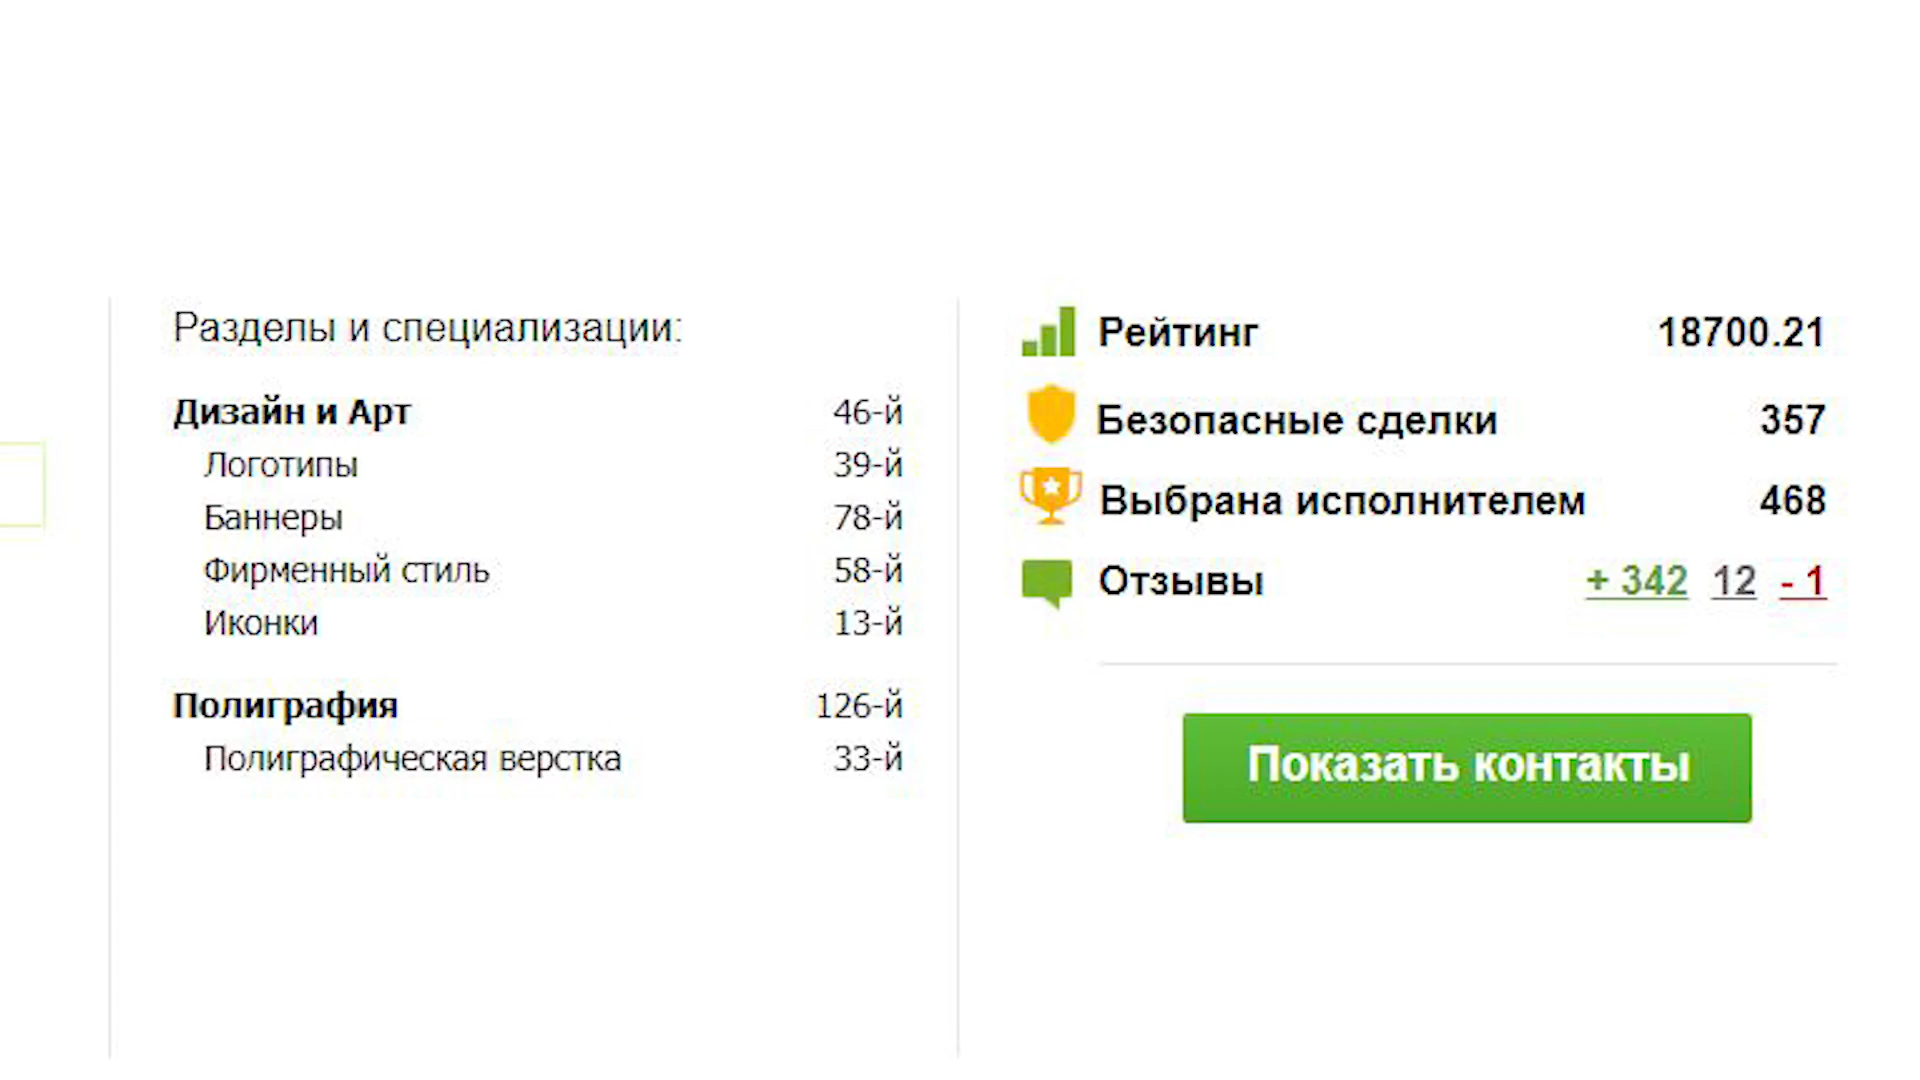 Разделы и специализации:
Дизайн и Арт 46-й
Логотипы 39-й
Баннеры 78-й
Фирменный стиль 58-й
Иконки 13-й
Полиграфия 126-й
Полиграфическая верстка 33-й
Рейтинг 18700.21
Безопасные сделки 357
Выбрана исполнителем 468
Отзывы + 342 12 - 1
Показать контакты